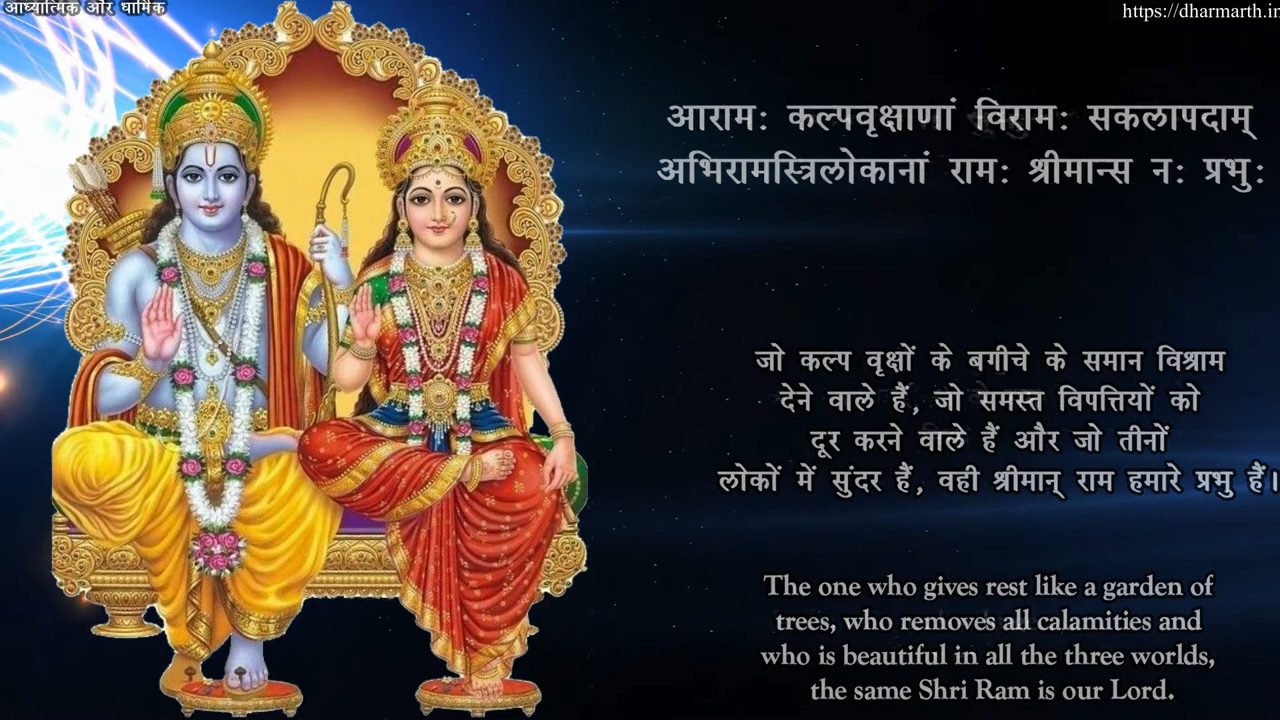 आध्यात्मिक और धार्मिक
https://dharmarth.in
आरामः कल्पवृक्षाणां विरामः सकलापदाम्
अभिरामस्त्रिलोकानां रामः श्रीमान्स नः प्रभुः
जो कल्प वृक्षों के बगीचे के समान विश्राम
देने वाले हैं, जो समस्त विपत्तियों को
दूर करने वाले हैं और जो तीनों
लोकों में सुंदर हैं, वही श्रीमान् राम हमारे प्रभु हैं।
The one who gives rest like a garden of
trees, who removes all calamities and
who is beautiful in all the three worlds,
the same Shri Ram is our Lord.